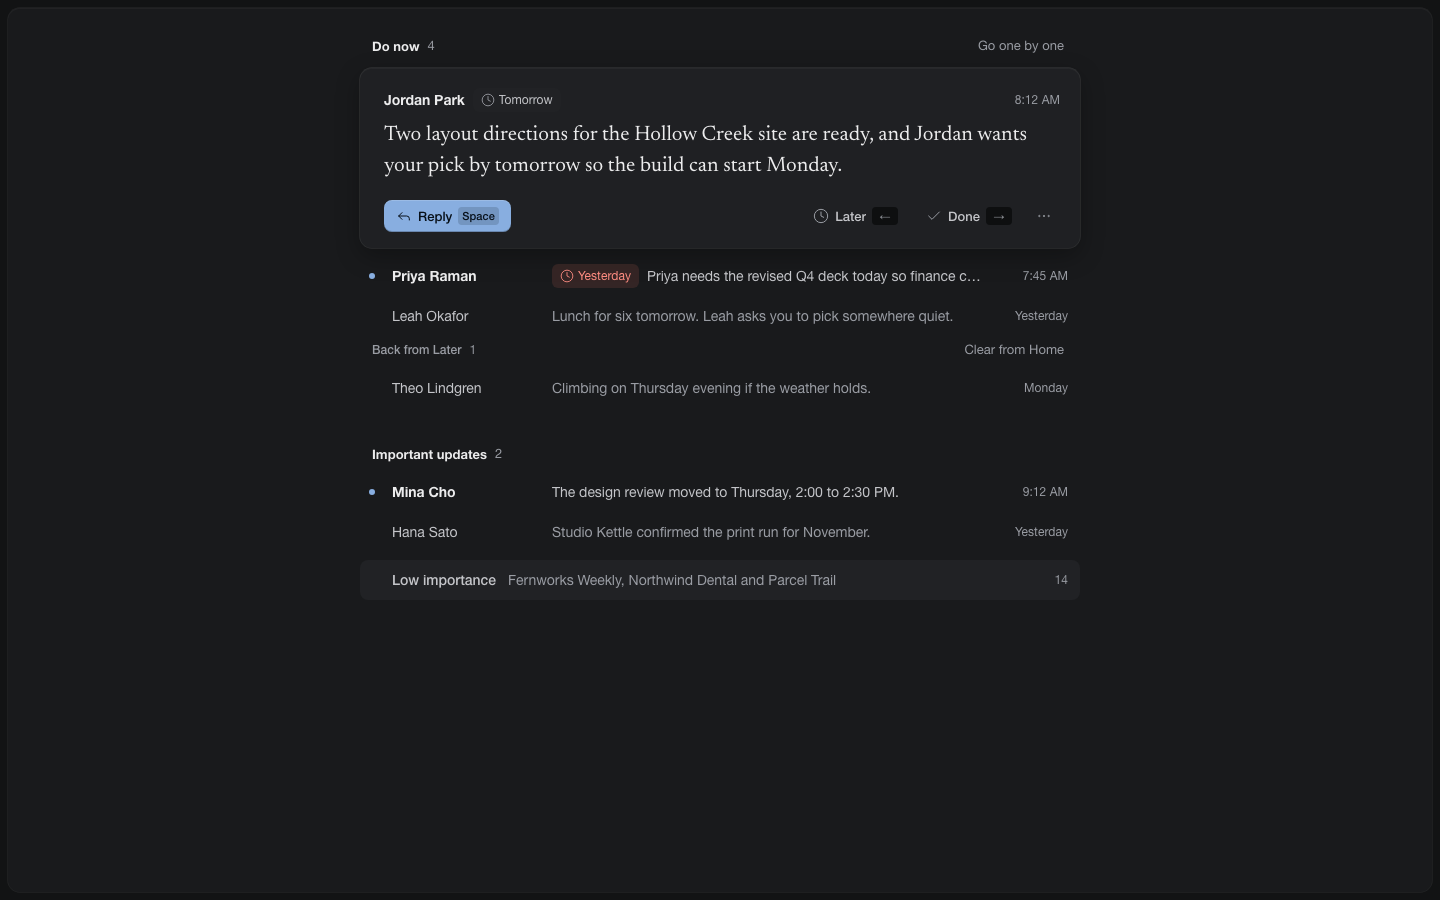 Do now 4 Go one by one
Jordan Park Tomorrow 8:12 AM
Two layout directions for the Hollow Creek site are ready, and Jordan wants
your pick by tomorrow so the build can start Monday.
Reply Space Later ← Done → ···
Priya Raman Yesterday Priya needs the revised Q4 deck today so finance c… 7:45 AM
Leah Okafor Lunch for six tomorrow. Leah asks you to pick somewhere quiet. Yesterday
Back from Later 1 Clear from Home
Theo Lindgren Climbing on Thursday evening if the weather holds. Monday
Important updates 2
Mina Cho The design review moved to Thursday, 2:00 to 2:30 PM. 9:12 AM
Hana Sato Studio Kettle confirmed the print run for November. Yesterday
Low importance Fernworks Weekly, Northwind Dental and Parcel Trail 14